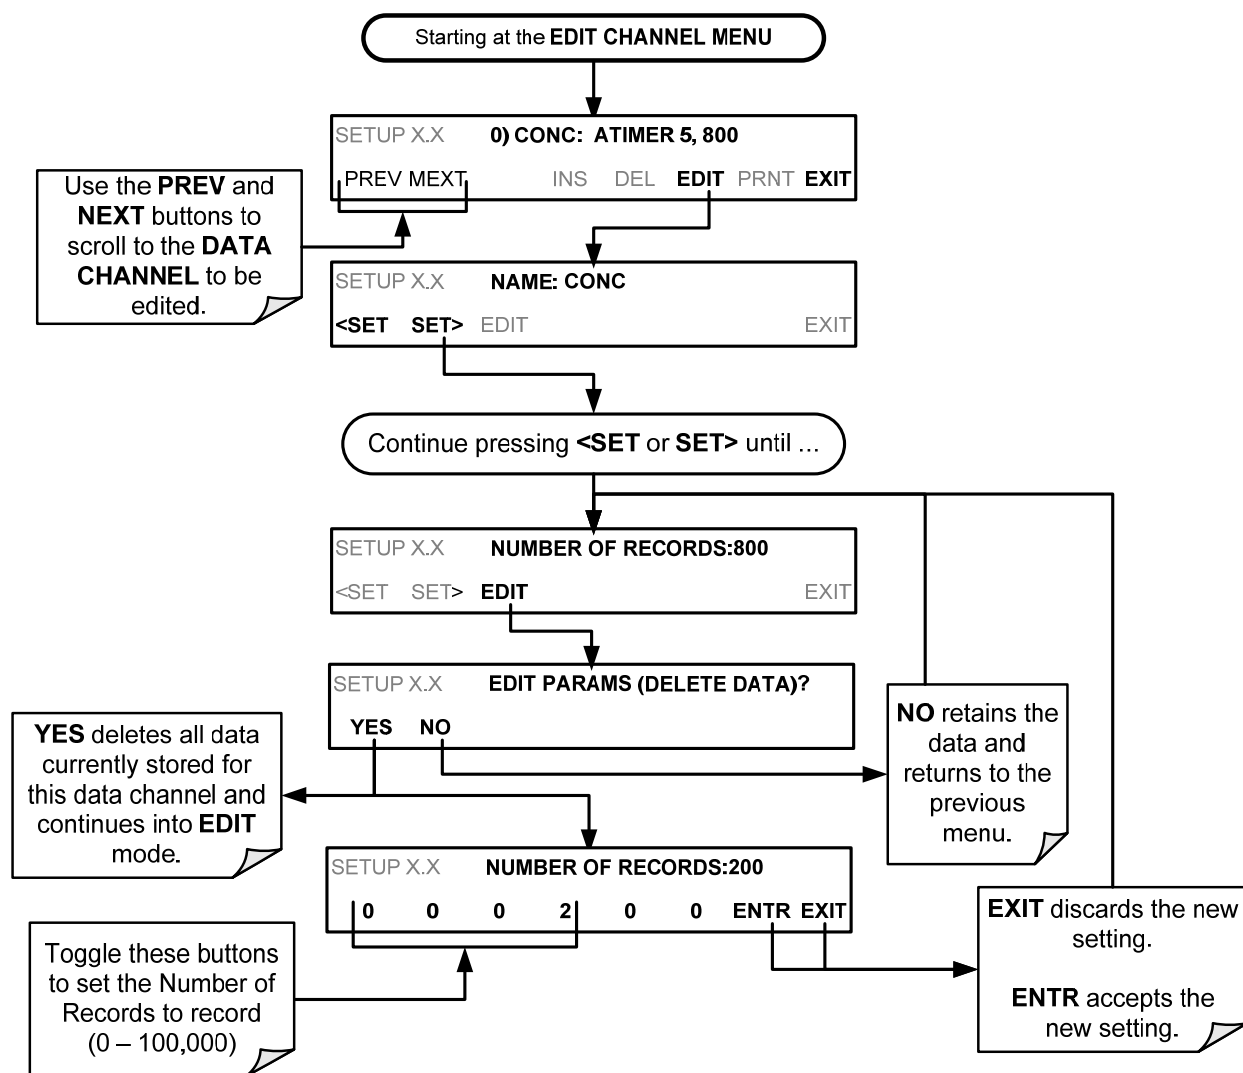 Starting at the EDIT CHANNEL MENU
SETUP X.X 0) CONC: ATIMER 5, 800
PREV MEXT INS DEL EDIT PRNT EXIT
Use the PREV and
NEXT buttons to
scroll to the DATA
CHANNEL to be
edited.
SETUP X.X NAME: CONC
<SET SET> EDIT EXIT
Continue pressing <SET or SET> until ...
SETUP X.X NUMBER OF RECORDS:800
<SET SET> EDIT EXIT
SETUP X.X EDIT PARAMS (DELETE DATA)?
YES NO
NO retains the
data and
returns to the
previous
menu.
YES deletes all data
currently stored for
this data channel and
continues into EDIT
mode.
SETUP X.X NUMBER OF RECORDS:200
0 0 0 2 0 0 ENTR EXIT
EXIT discards the new
setting.
ENTR accepts the
new setting.
Toggle these buttons
to set the Number of
Records to record
(0 – 100,000)